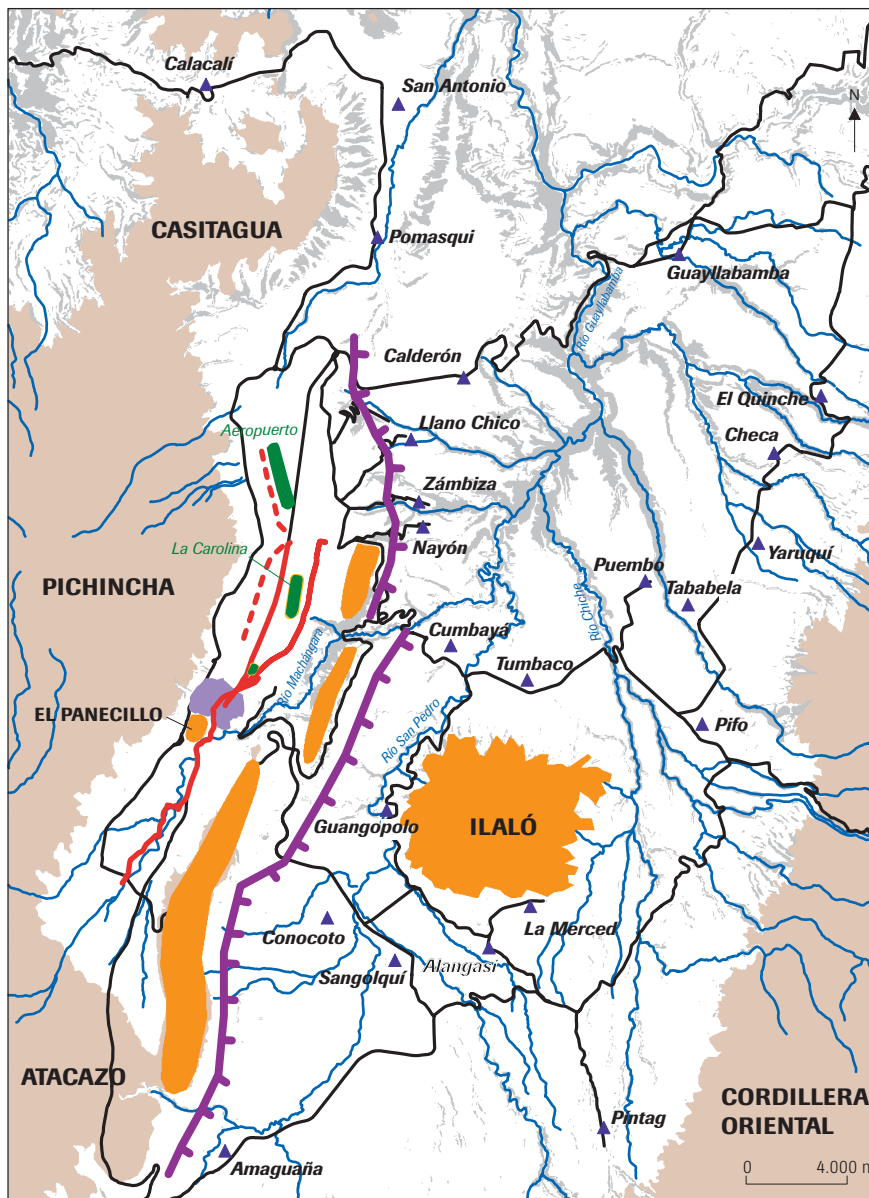 Calacalí
San Antonio
N
CASITAGUA
Pomasqui
Guayllabamba
Río Guayllabamba
Calderón
El Quinche
Llano Chico
Aeropuerto
Checa
Zámbiza
La Carolina
Nayón
Yaruquí
PICHINCHA
Puembo
Tababela
Río Chiche
Cumbayá
Río Machángara
Tumbaco
EL PANECILLO
Pifo
Río San Pedro
Guangopolo
ILALÓ
La Merced
Conocoto
Alangasí
Sangolquí
ATACAZO
CORDILLERA
ORIENTAL
Pintag
Amaguaña
0 4.000 m